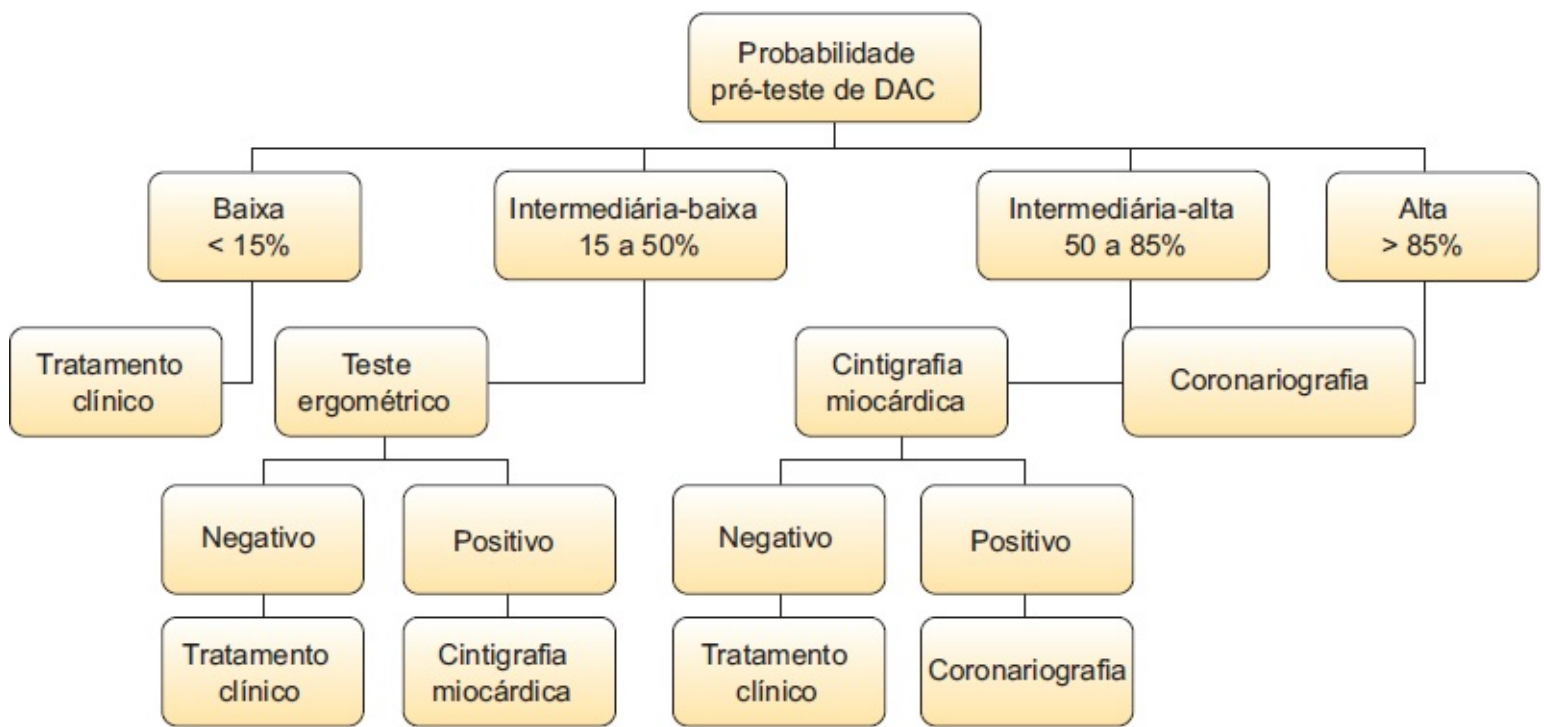 Probabilidade
pré-teste de DAC
Baixa
< 15%
Intermediária-baixa
15 a 50%
Intermediária-alta
50 a 85%
Alta
> 85%
Tratamento
clínico
Teste
ergométrico
Cintigrafia
miocárdica
Coronariografia
Negativo
Positivo
Negativo
Positivo
Tratamento
clínico
Cintigrafia
miocárdica
Tratamento
clínico
Coronariografia